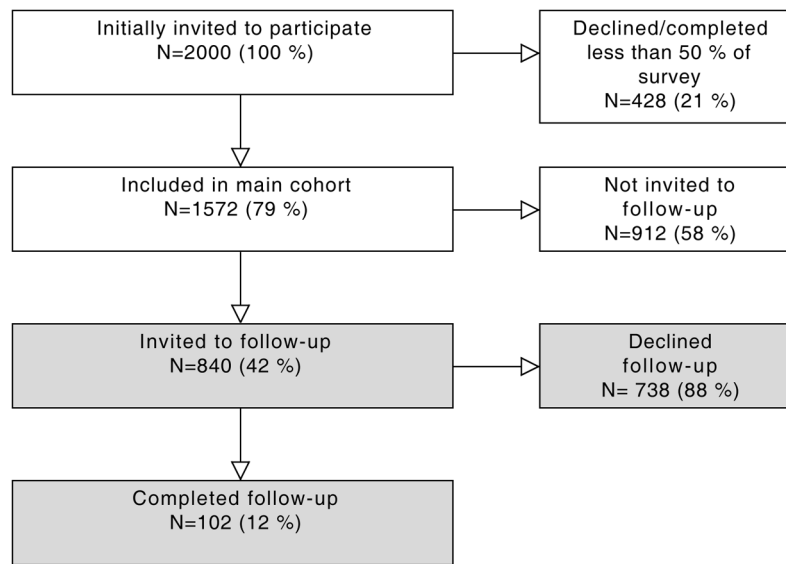 Initially invited to participate
N=2000 (100 %)
Declined/completed
less than 50 % of
survey
N=428 (21 %)
Included in main cohort
N=1572 (79 %)
Not invited to
follow-up
N=912 (58 %)
Invited to follow-up
N=840 (42 %)
Declined
follow-up
N= 738 (88 %)
Completed follow-up
N=102 (12 %)